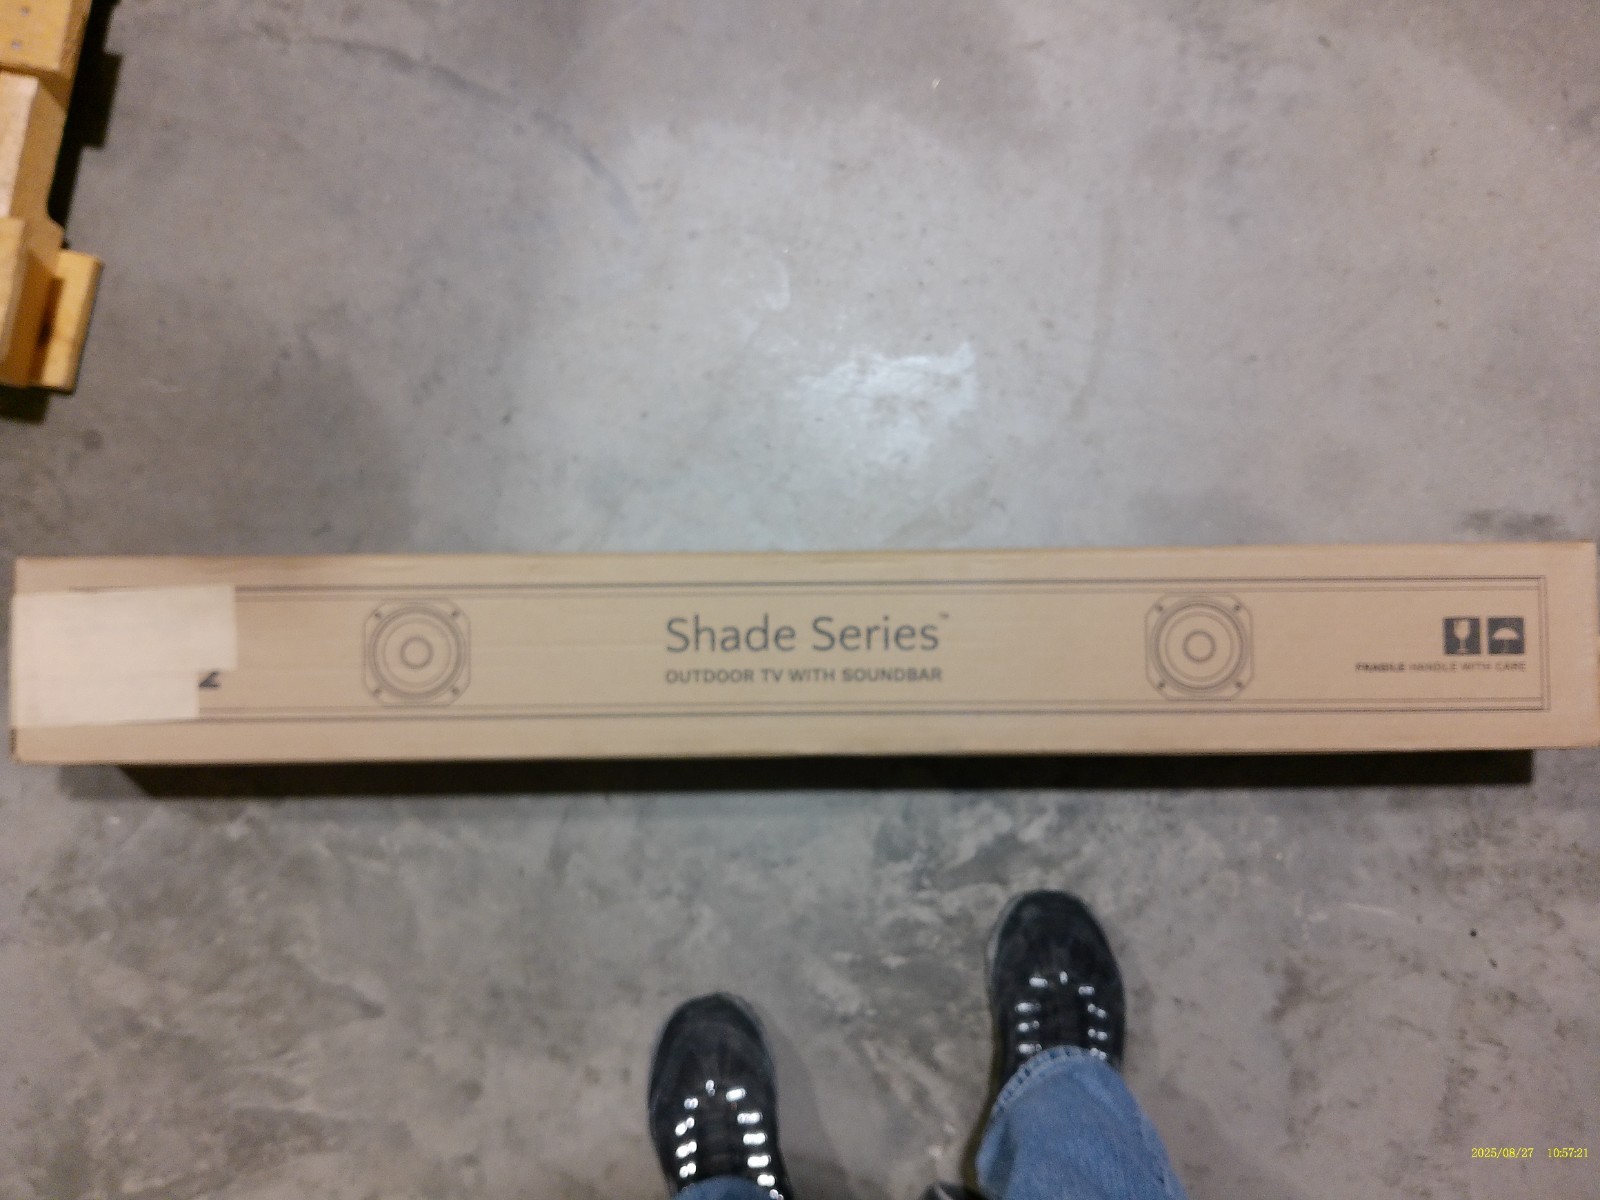 Shade Series™
OUTDOOR TV WITH SOUNDBAR
FRAGILE HANDLE WITH CARE
2025/08/27 10:57:21